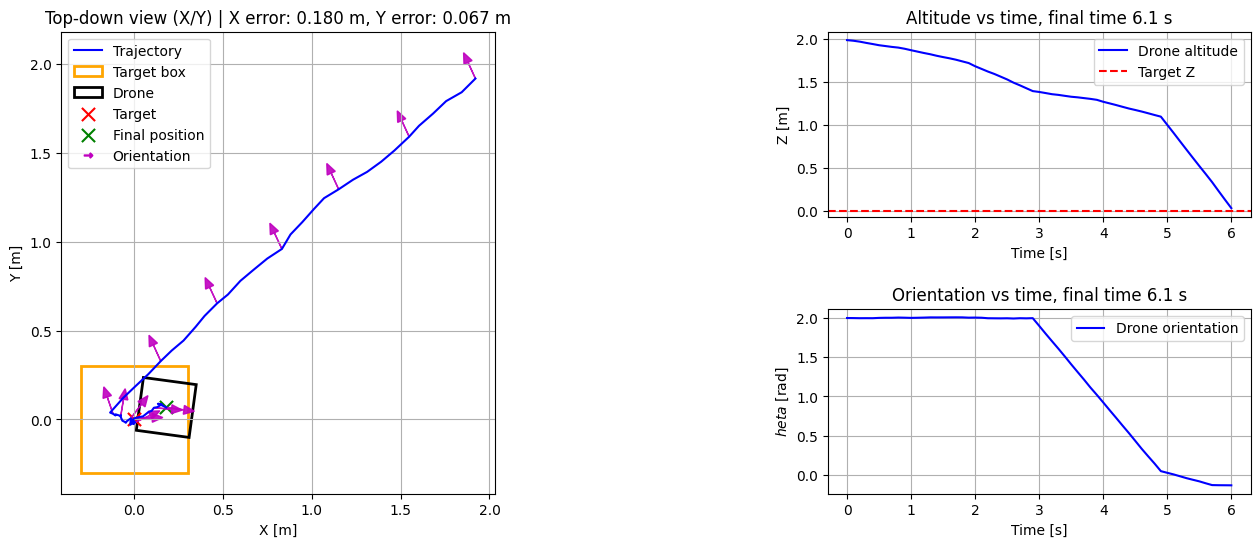 Top-down view (X/Y) | X error: 0.180 m, Y error: 0.067 m
Trajectory
Target box
Drone
Target
Final position
Orientation
2.0
1.5
1.0
0.5
0.0
Y [m]
0.0
0.5
1.0
1.5
2.0
X [m]
Altitude vs time, final time 6.1 s
Drone altitude
Target Z
2.0
1.5
1.0
0.5
0.0
Z [m]
0
1
2
3
4
5
6
Time [s]
Orientation vs time, final time 6.1 s
Drone orientation
2.0
1.5
1.0
0.5
0.0
heta [rad]
0
1
2
3
4
5
6
Time [s]